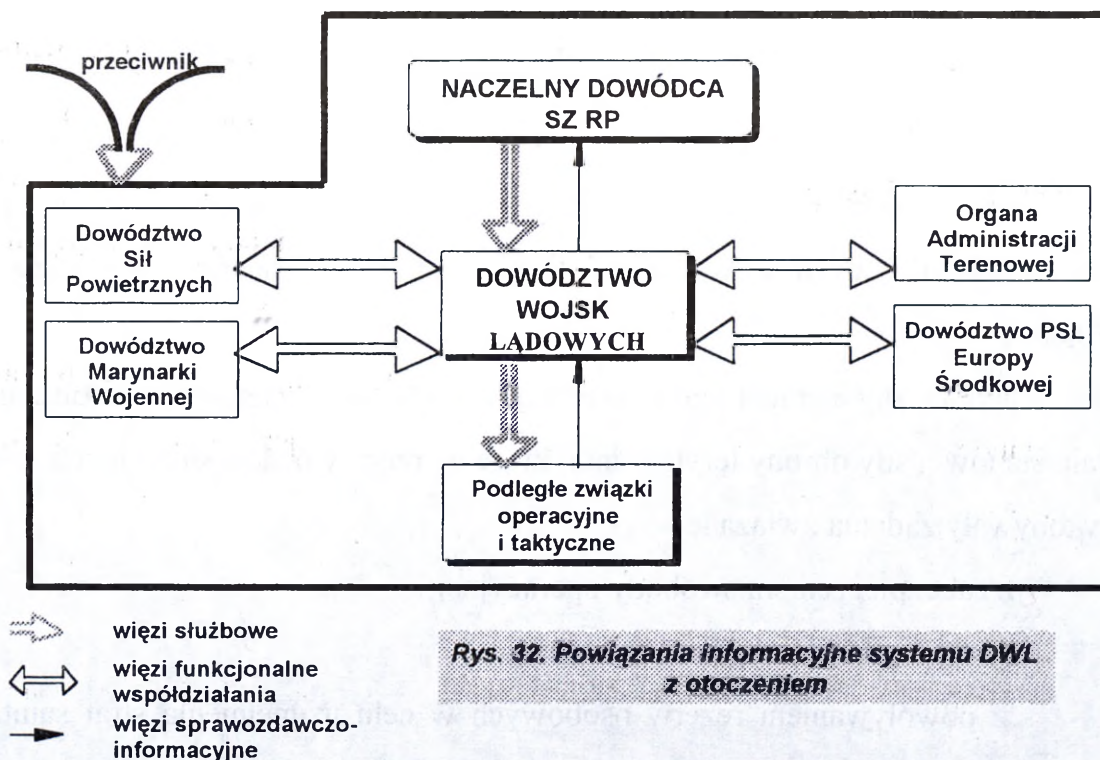 przeciwnik
NACZELNY DOWÓDCA
SZ RP
Dowództwo
Sił
Powietrznych
Organa
Administracji
Terenowej
DOWÓDZTWO
WOJSK
LĄDOWYCH
Dowództwo
Marynarki
Wojennej
Dowództwo PSL
Europy
Środkowej
Podległe związki
operacyjne
i taktyczne
więzi służbowe
więzi funkcjonalne
współdziałania
więzi sprawozdawczo-
informacyjne
Rys. 32. Powiązania informacyjne systemu DWL
z otoczeniem